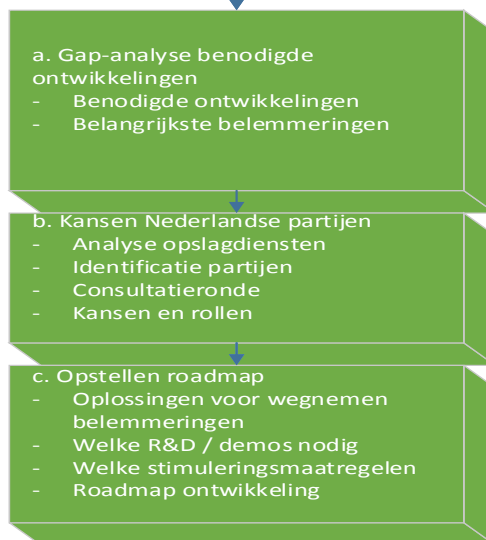 a. Gap-analyse benodigde
ontwikkelingen
- Benodigde ontwikkelingen
- Belangrijkste belemmeringen
b. Kansen Nederlandse partijen
- Analyse opslagdiensten
- Identificatie partijen
- Consultatieronde
- Kansen en rollen
c. Opstellen roadmap
- Oplossingen voor wegnemen
belemmeringen
- Welke R&D / demos nodig
- Welke stimuleringsmaatregelen
- Roadmap ontwikkeling